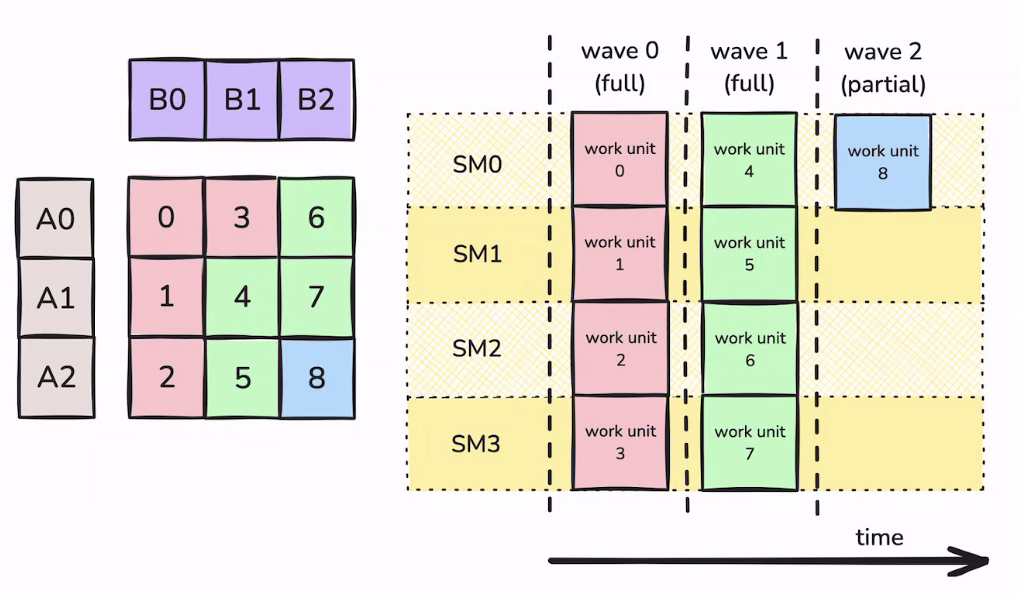 B0 B1 B2
A0 0 3 6
A1 1 4 7
A2 2 5 8
wave 0
(full)
wave 1
(full)
wave 2
(partial)
SM0
work unit
0
work unit
4
work unit
8
SM1
work unit
1
work unit
5
SM2
work unit
2
work unit
6
SM3
work unit
3
work unit
7
time